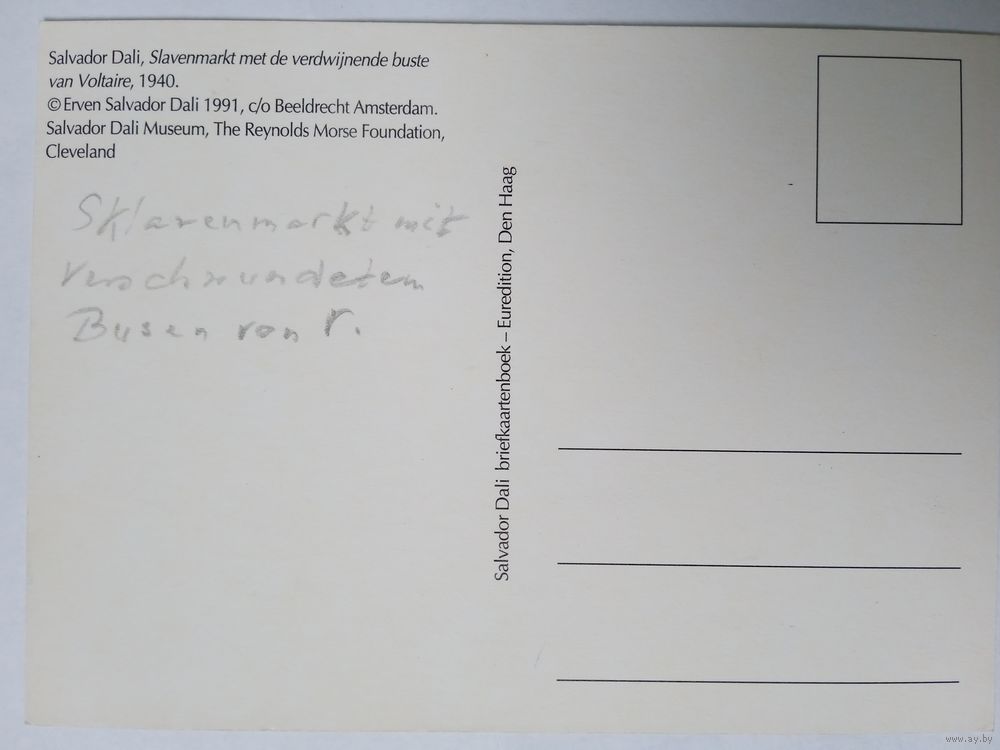 Salvador Dali, Slavenmarkt met de verdwijnende buste
van Voltaire, 1940.
© Erven Salvador Dali 1991, c/o Beeldrecht Amsterdam.
Salvador Dali Museum, The Reynolds Morse Foundation,
Cleveland
Sklavenmarkt mit
verschwundetem
Busen von V.
Salvador Dali briefkaartenboek – Euredition, Den Haag
www.ay.by